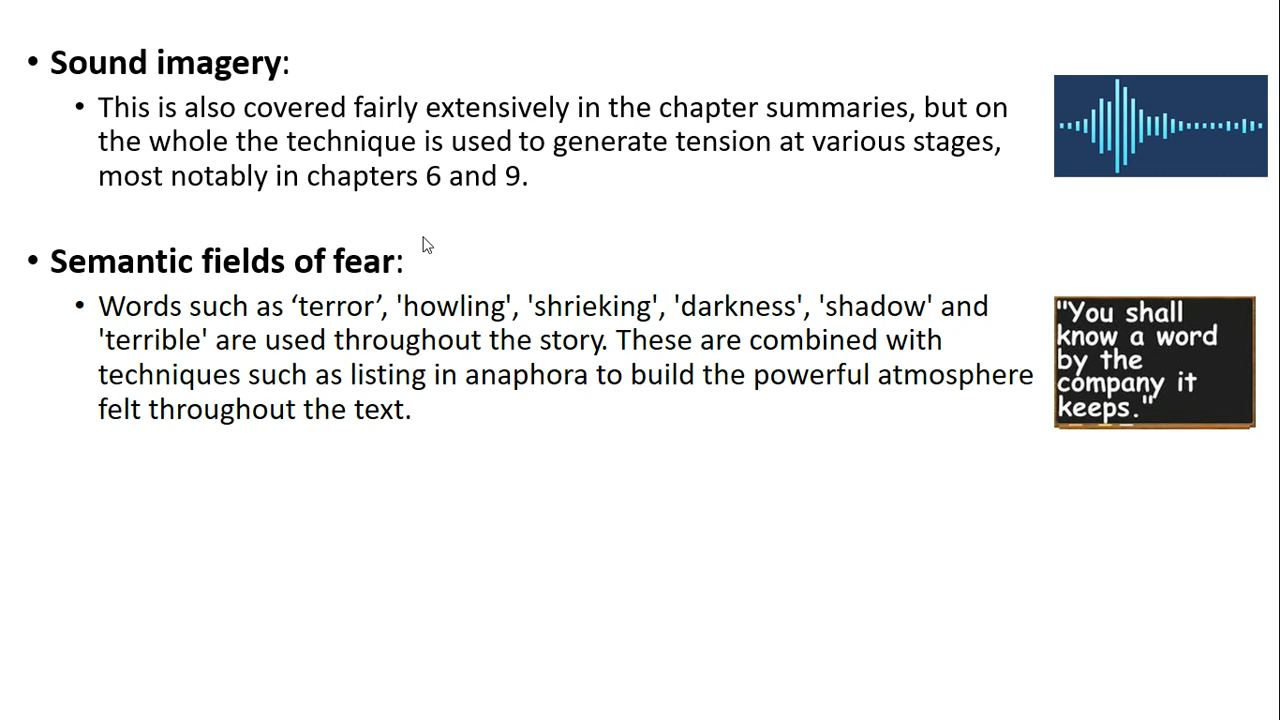 • Sound imagery:
• This is also covered fairly extensively in the chapter summaries, but on
the whole the technique is used to generate tension at various stages,
most notably in chapters 6 and 9.
• Semantic fields of fear:
• Words such as ‘terror’, 'howling', 'shrieking', 'darkness', 'shadow' and
'terrible' are used throughout the story. These are combined with
techniques such as listing in anaphora to build the powerful atmosphere
felt throughout the text.
"You shall
know a word
by the
company it
keeps."